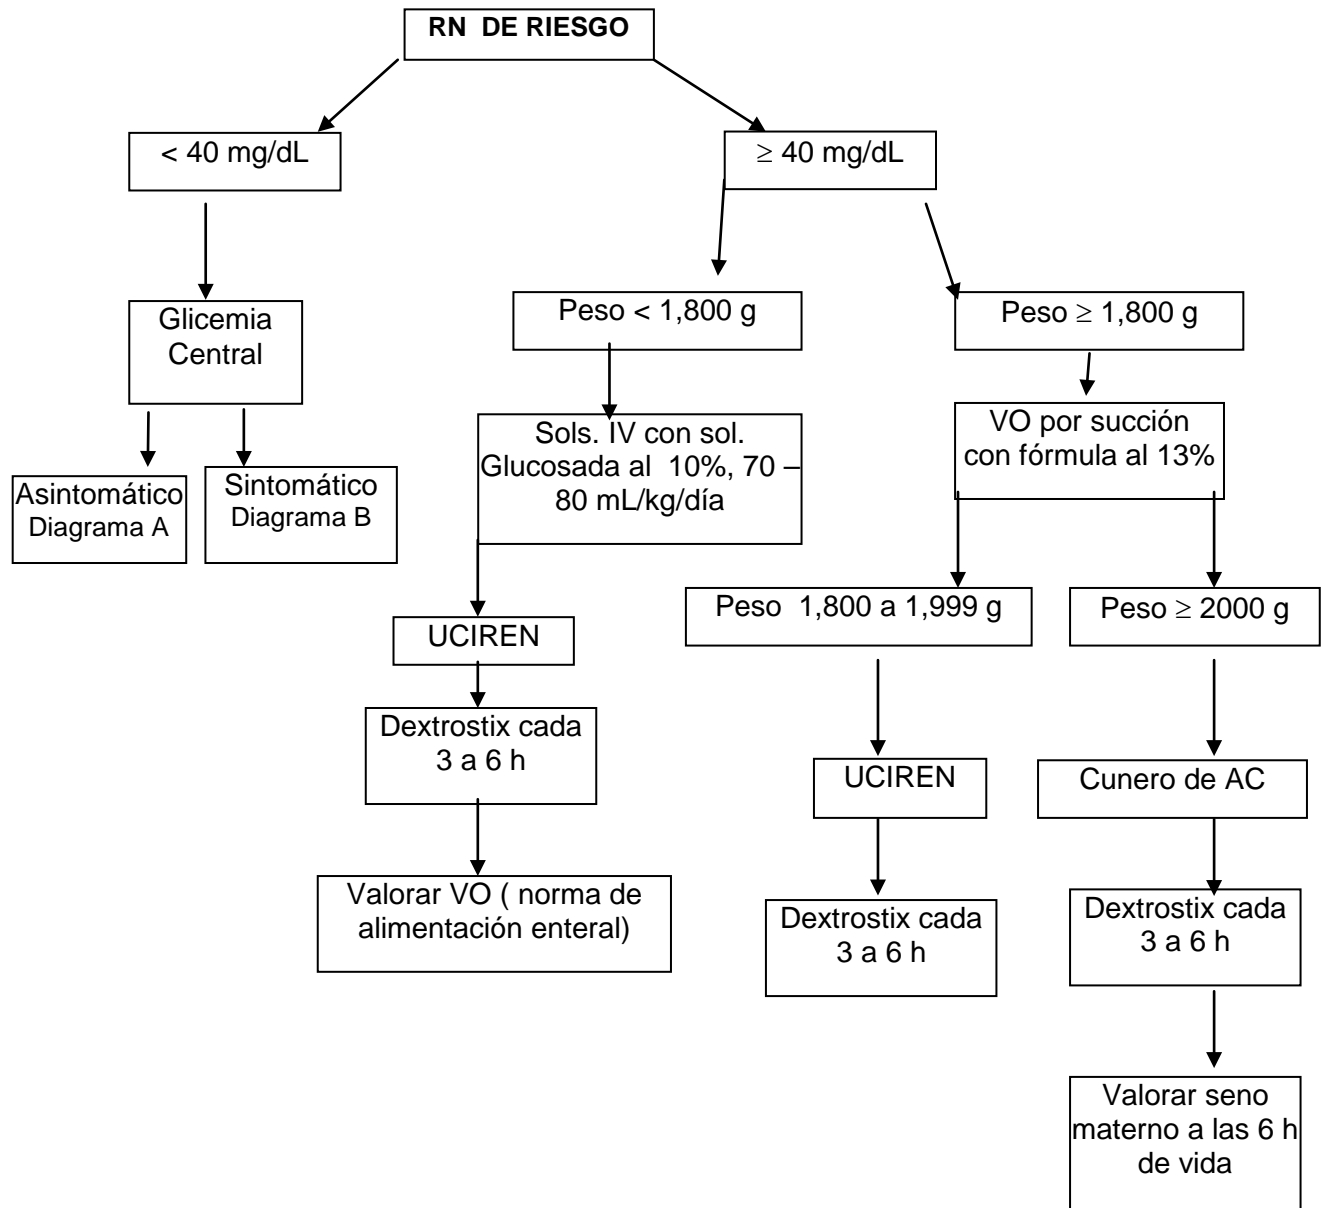 RN DE RIESGO
< 40 mg/dL
≥ 40 mg/dL
Glicemia
Central
Peso < 1,800 g
Peso ≥ 1,800 g
Asintomático
Diagrama A
Sintomático
Diagrama B
Sols. IV con sol.
Glucosada al 10%, 70 –
80 mL/kg/día
VO por succión
con fórmula al 13%
UCIREN
Peso 1,800 a 1,999 g
Peso ≥ 2000 g
Dextrostix cada
3 a 6 h
UCIREN
Cunero de AC
Valorar VO ( norma de
alimentación enteral)
Dextrostix cada
3 a 6 h
Dextrostix cada
3 a 6 h
Valorar seno
materno a las 6 h
de vida